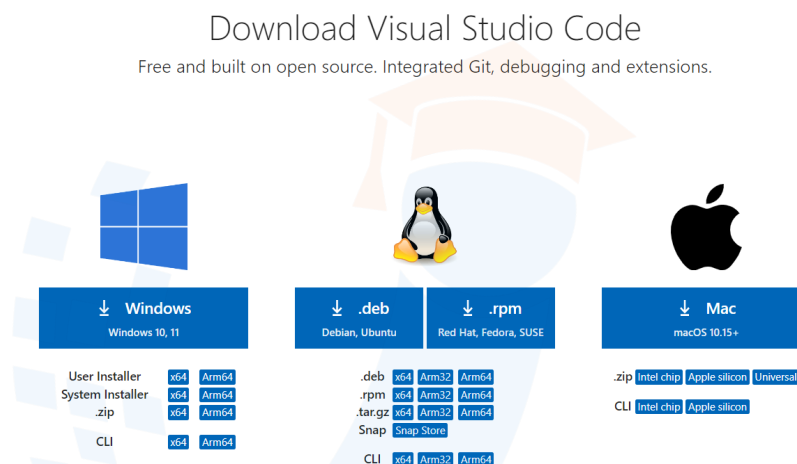 Download Visual Studio Code
Free and built on open source. Integrated Git, debugging and extensions.
Windows
Windows 10, 11
User Installer x64 Arm64
System Installer x64 Arm64
.zip x64 Arm64
CLI x64 Arm64
.deb
Debian, Ubuntu
.rpm
Red Hat, Fedora, SUSE
.deb x64 Arm32 Arm64
.rpm x64 Arm32 Arm64
.tar.gz x64 Arm32 Arm64
Snap Snap Store
CLI x64 Arm32 Arm64
Mac
macOS 10.15+
.zip Intel chip Apple silicon Universal
CLI Intel chip Apple silicon